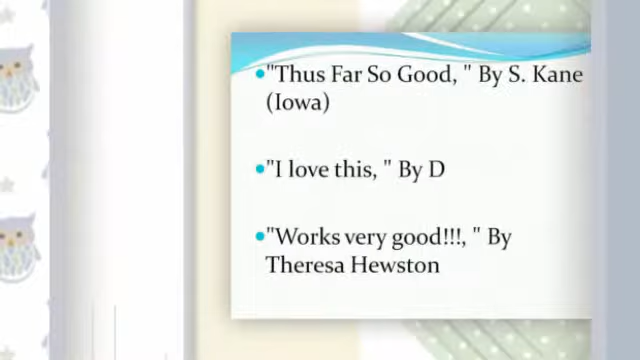 •"Thus Far So Good, " By S. Kane
(Iowa)
•"I love this, " By D
•"Works very good!!!, " By
Theresa Hewston